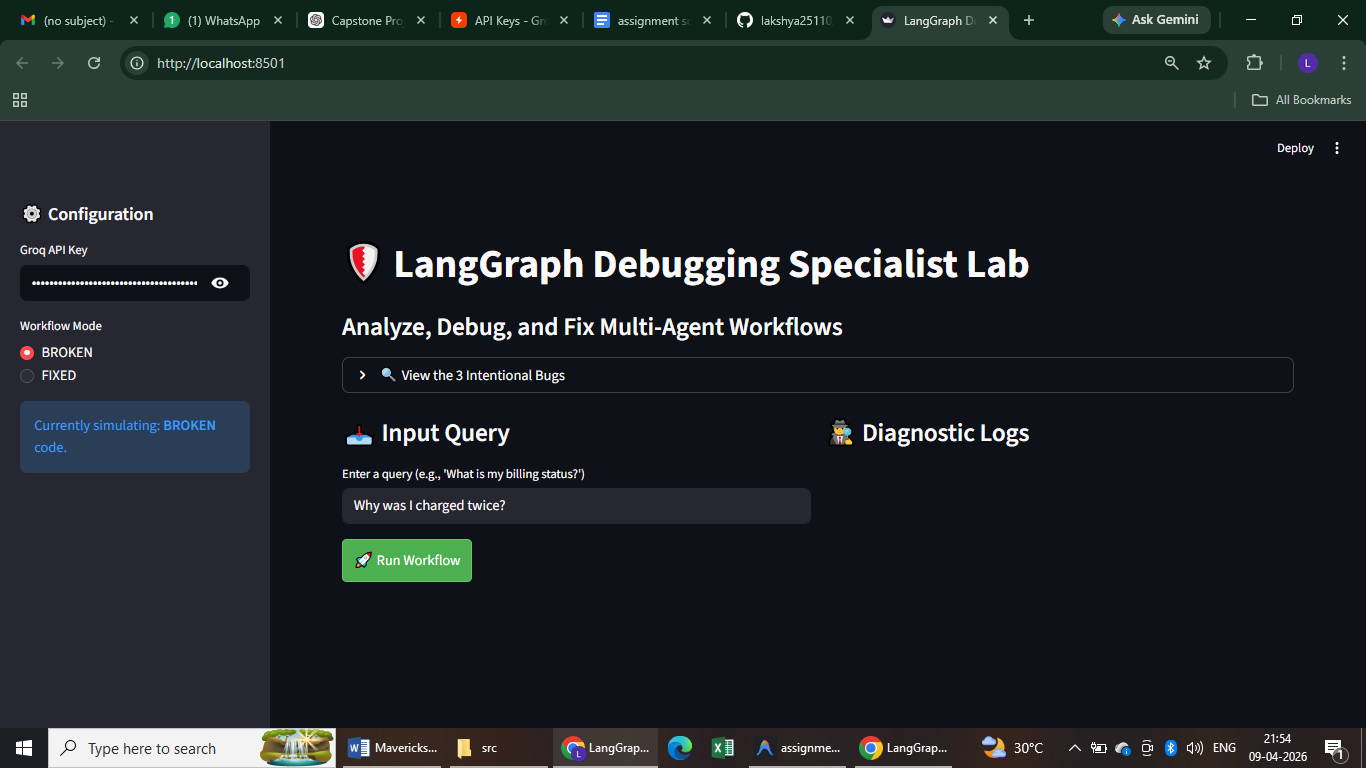 (no subject) -
(1) WhatsApp
Capstone Pro
API Keys - Gro
assignment so
lakshya25110
LangGraph D
Ask Gemini
http://localhost:8501
L
All Bookmarks
Deploy
Configuration
Groq API Key
Workflow Mode
BROKEN
FIXED
Currently simulating: BROKEN
code.
LangGraph Debugging Specialist Lab
Analyze, Debug, and Fix Multi-Agent Workflows
View the 3 Intentional Bugs
Input Query
Diagnostic Logs
Enter a query (e.g., 'What is my billing status?')
Why was I charged twice?
Run Workflow
Type here to search
Mavericks...
src
LangGrap...
assignme...
LangGrap...
30°C
ENG
21:54
09-04-2026
1